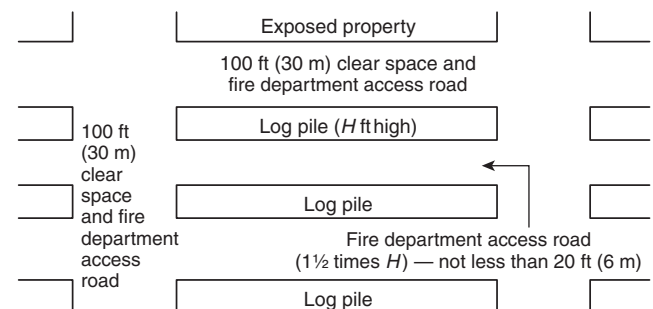 Exposed property
100 ft (30 m) clear space and
fire department access road
Log pile (H ft high)
100 ft
(30 m)
clear
space
and fire
department
access
road
Log pile
Fire department access road
(1½ times H) — not less than 20 ft (6 m)
Log pile